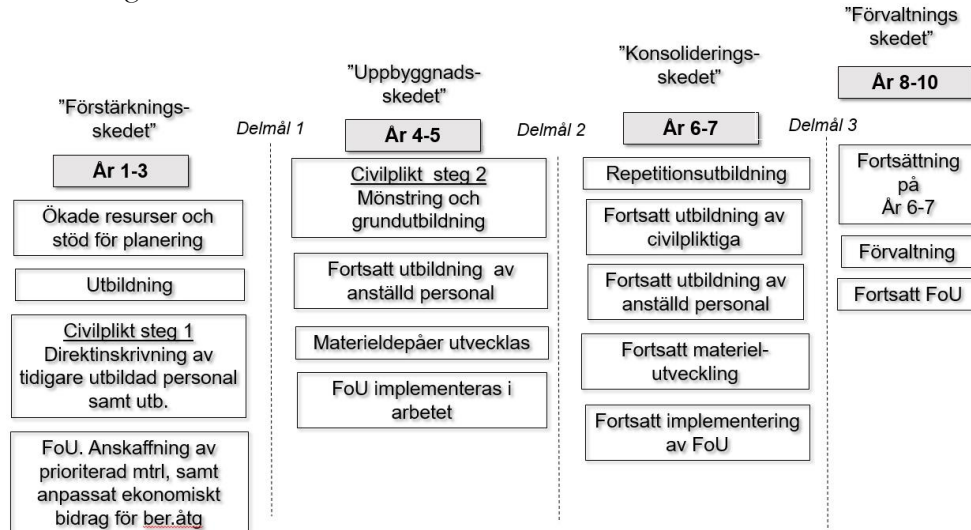 "Förstärknings-
skedet"
År 1-3
Ökade resurser och
stöd för planering
Utbildning
Civilplikt steg 1
Direktinskrivning av
tidigare utbildad personal
samt utb.
FoU. Anskaffning av
prioriterad mtrl, samt
anpassat ekonomiskt
bidrag för ber.åtg
Delmål 1
"Uppbyggnads-
skedet"
År 4-5
Civilplikt steg 2
Mönstring och
grundutbildning
Fortsatt utbildning av
anställd personal
Materieldepåer utvecklas
FoU implementeras i
arbetet
Delmål 2
"Konsoliderings-
skedet"
År 6-7
Repetitionsutbildning
Fortsatt utbildning av
civilpliktiga
Fortsatt utbildning av
anställd personal
Fortsatt materiel-
utveckling
Fortsatt implementering
av FoU
Delmål 3
"Förvaltnings
skedet"
År 8-10
Fortsättning
på
År 6-7
Förvaltning
Fortsatt FoU